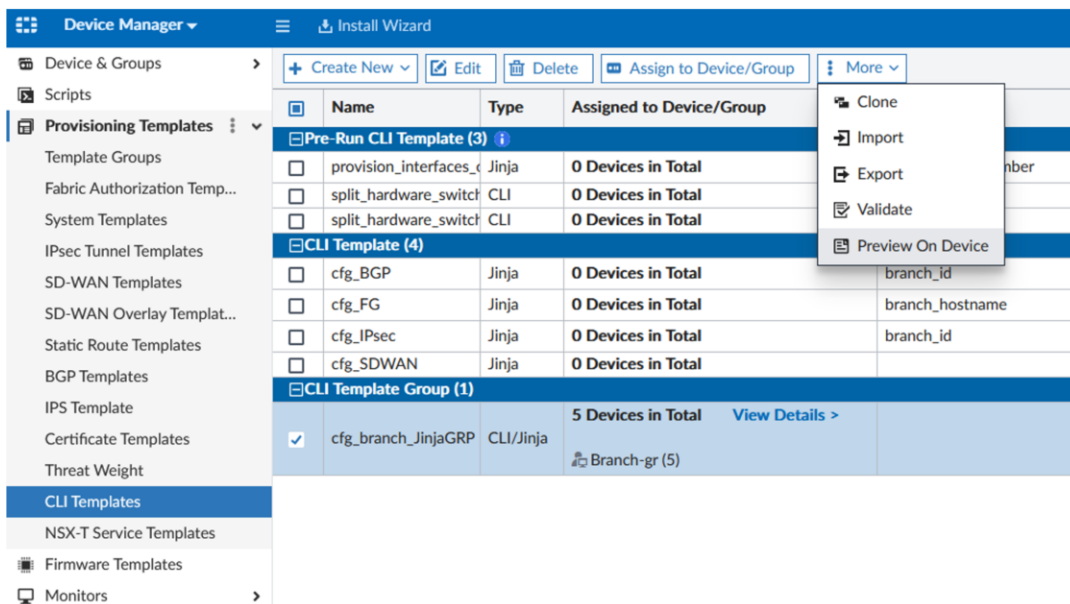 Device Manager
Install Wizard
Device & Groups
Scripts
Provisioning Templates
Template Groups
Fabric Authorization Temp...
System Templates
IPsec Tunnel Templates
SD-WAN Templates
SD-WAN Overlay Templat...
Static Route Templates
BGP Templates
IPS Template
Certificate Templates
Threat Weight
CLI Templates
NSX-T Service Templates
Firmware Templates
Monitors
+ Create New Edit Delete Assign to Device/Group More
Name Type Assigned to Device/Group
Pre-Run CLI Template (3)
provision_interfaces_ Jinja 0 Devices in Total
split_hardware_switch CLI 0 Devices in Total
split_hardware_switch CLI 0 Devices in Total
CLI Template (4)
cfg_BGP Jinja 0 Devices in Total branch_id
cfg_FG Jinja 0 Devices in Total branch_hostname
cfg_IPsec Jinja 0 Devices in Total branch_id
cfg_SDWAN Jinja 0 Devices in Total
CLI Template Group (1)
cfg_branch_JinjaGRP CLI/Jinja 5 Devices in Total View Details >
Branch-gr (5)
Clone
Import
Export
Validate
Preview On Device